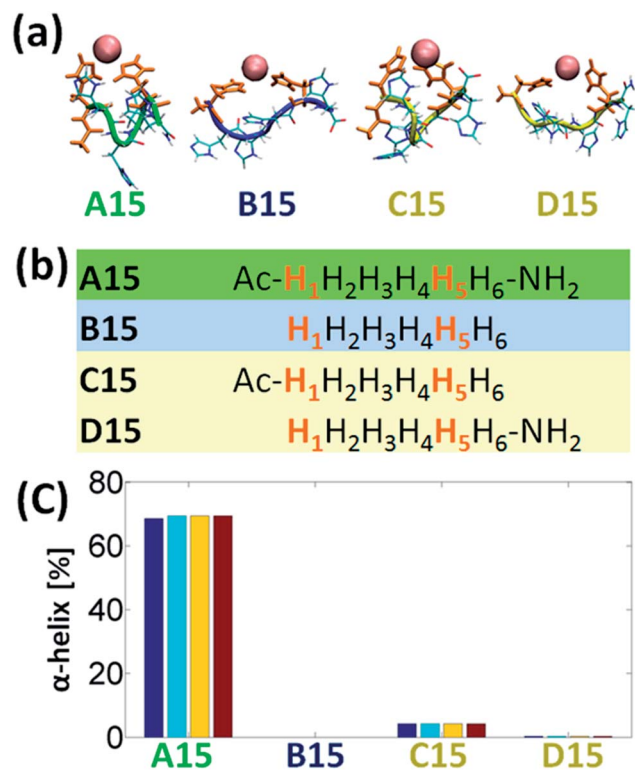 (a)
A15 B15 C15 D15
(b)
A15 Ac-H₁H₂H₃H₄H₅H₆-NH₂
B15 H₁H₂H₃H₄H₅H₆
C15 Ac-H₁H₂H₃H₄H₅H₆
D15 H₁H₂H₃H₄H₅H₆-NH₂
(C)
α-helix [%]
80
60
40
20
0
A15 B15 C15 D15